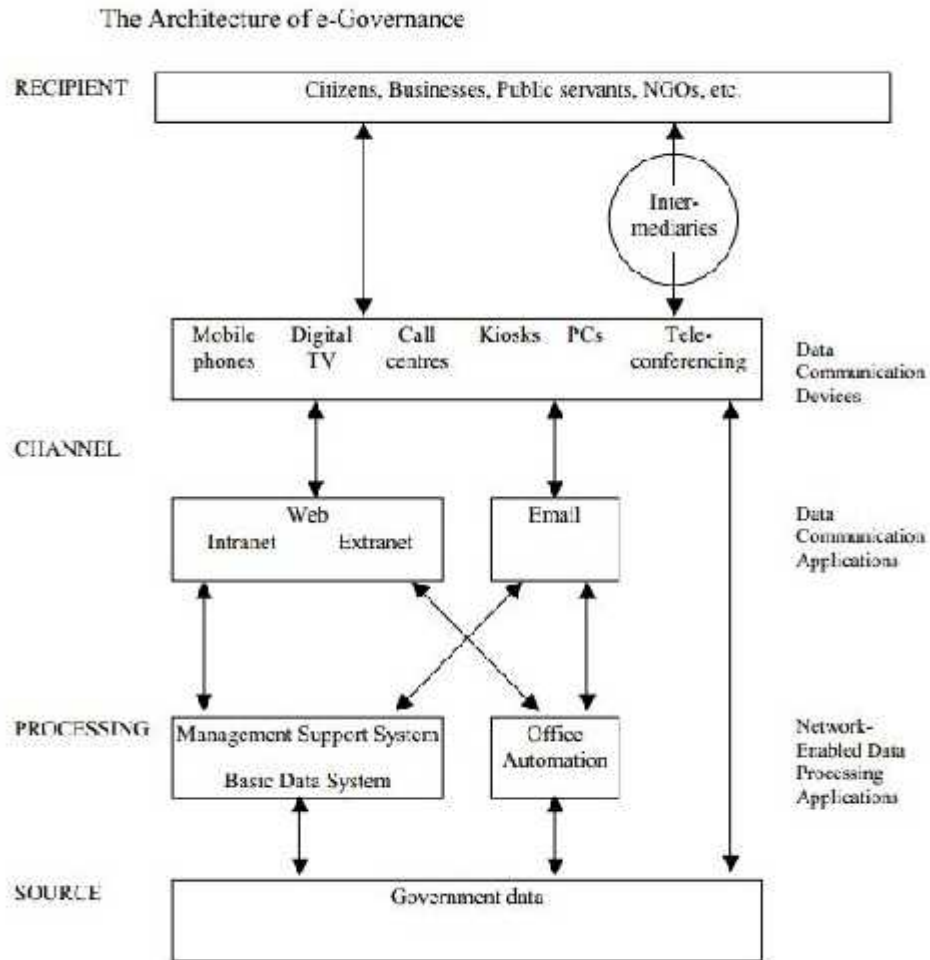 The Architecture of e-Governance
RECIPIENT
Citizens, Businesses, Public servants, NGOs, etc.
Inter-
mediaries
Mobile
phones
Digital
TV
Call
centres
Kiosks
PCs
Tele-
conferencing
Data
Communication
Devices
CHANNEL
Web
Intranet
Extranet
Email
Data
Communication
Applications
PROCESSING
Management Support System
Basic Data System
Office
Automation
Network-
Enabled Data
Processing
Applications
SOURCE
Government data